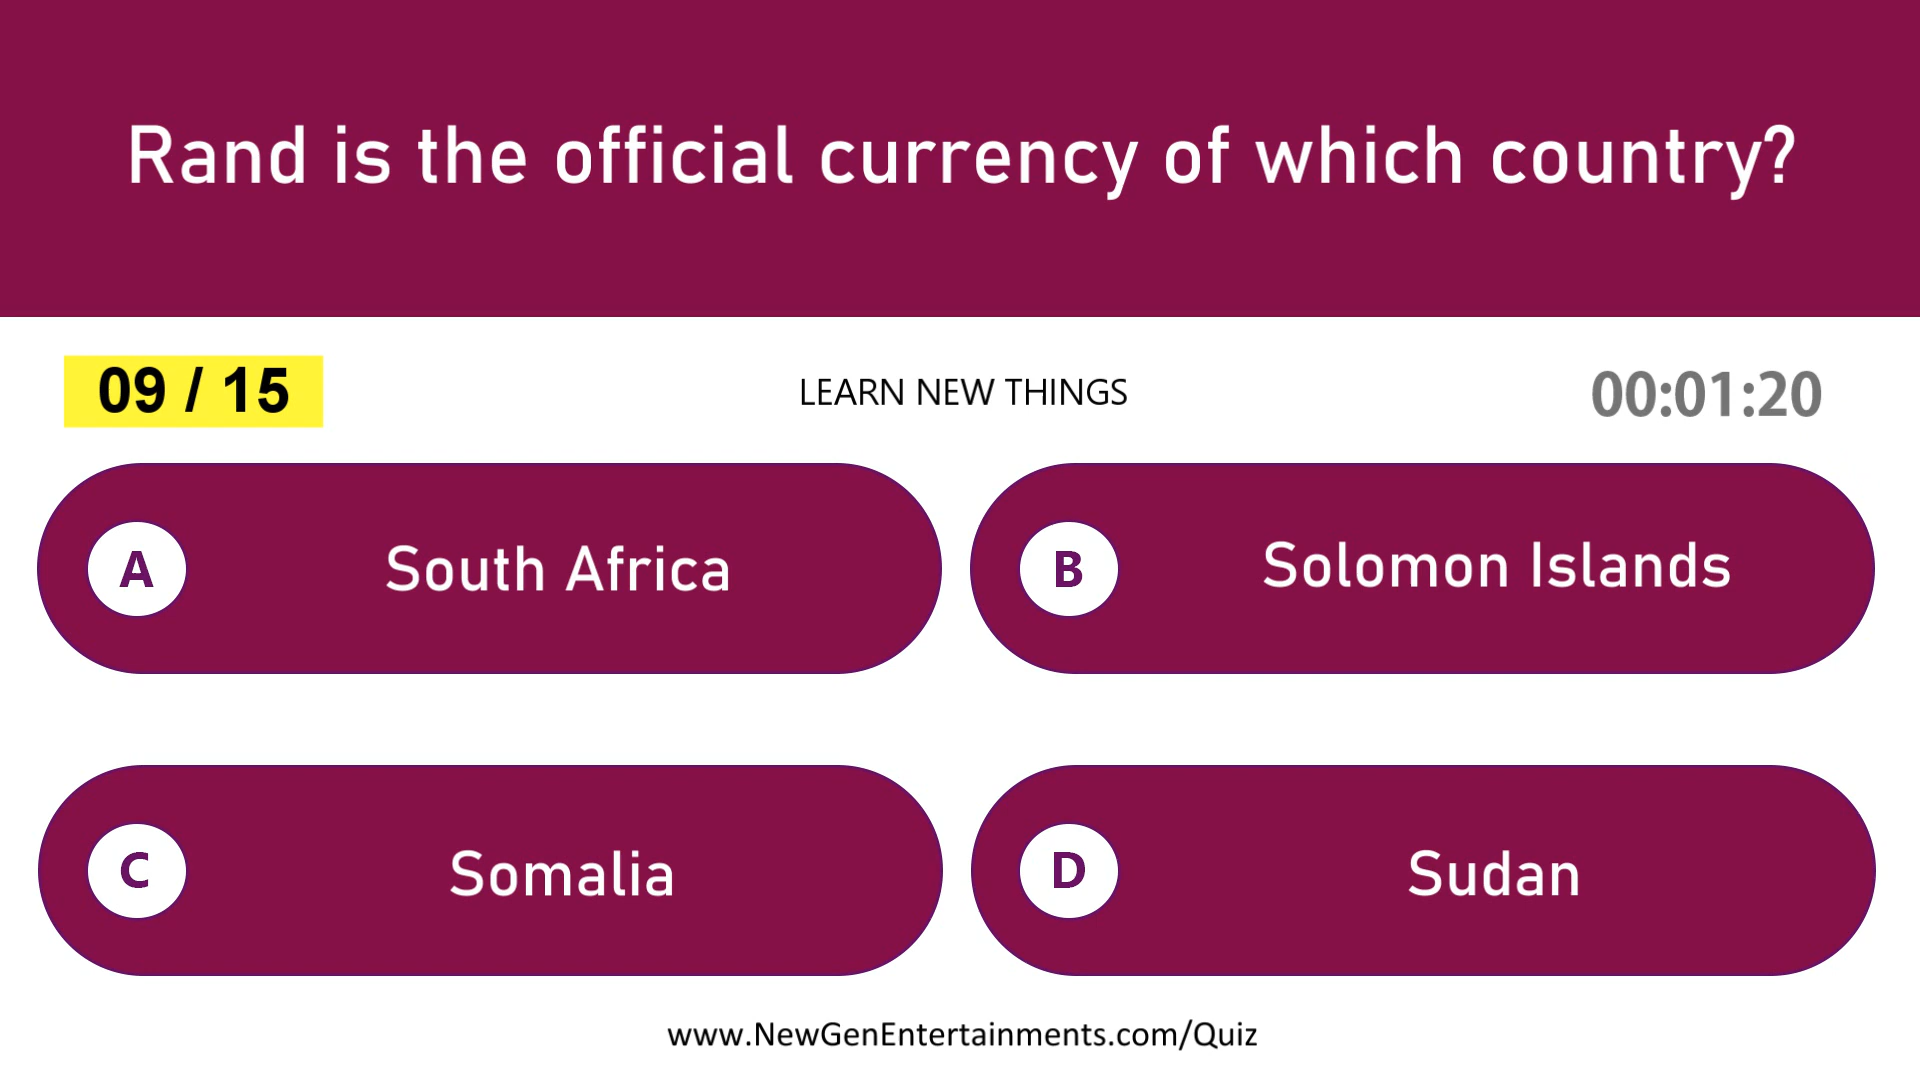 Rand is the official currency of which country?
09 / 15
LEARN NEW THINGS
00:01:20
A
South Africa
B
Solomon Islands
C
Somalia
D
Sudan
www.NewGenEntertainments.com/Quiz